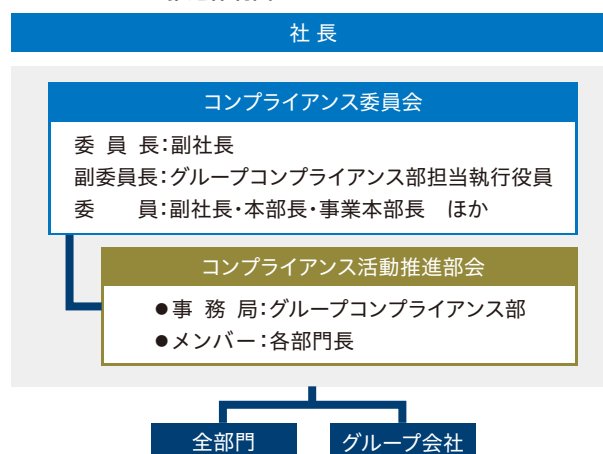 社 長
コンプライアンス委員会
委 員 長：副社長
副委員長：グループコンプライアンス部担当執行役員
委　　員：副社長・本部長・事業本部長　ほか
コンプライアンス活動推進部会
●事 務 局：グループコンプライアンス部
●メンバー：各部門長
全部門
グループ会社